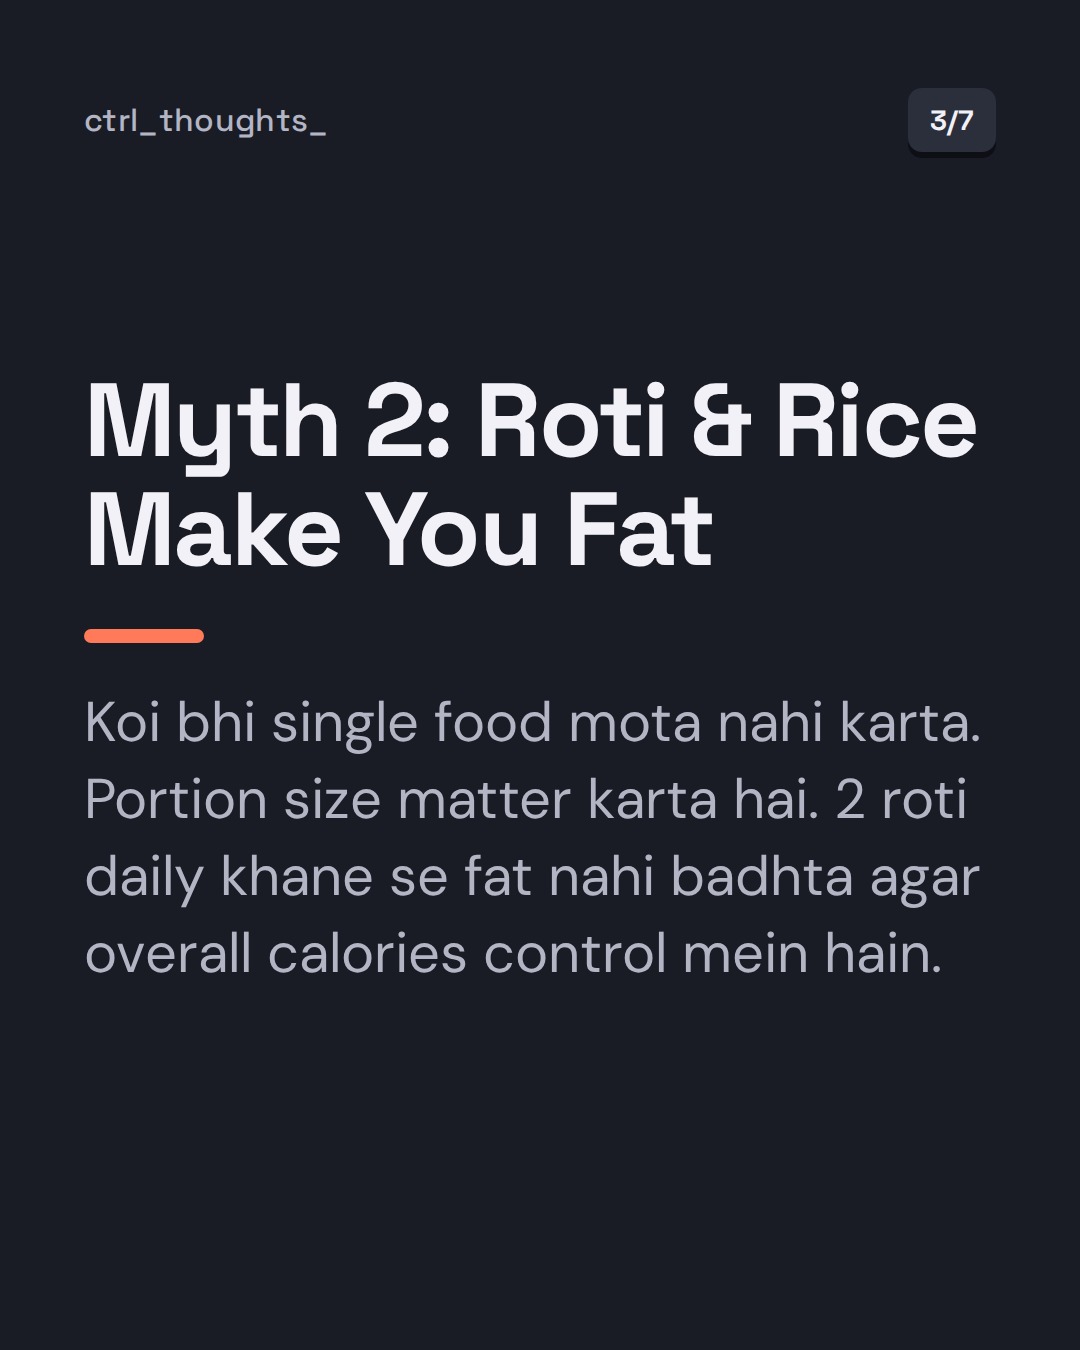 ctrl_thoughts_
3/7
Myth 2: Roti & Rice
Make You Fat
Koi bhi single food mota nahi karta.
Portion size matter karta hai. 2 roti
daily khane se fat nahi badhta agar
overall calories control mein hain.